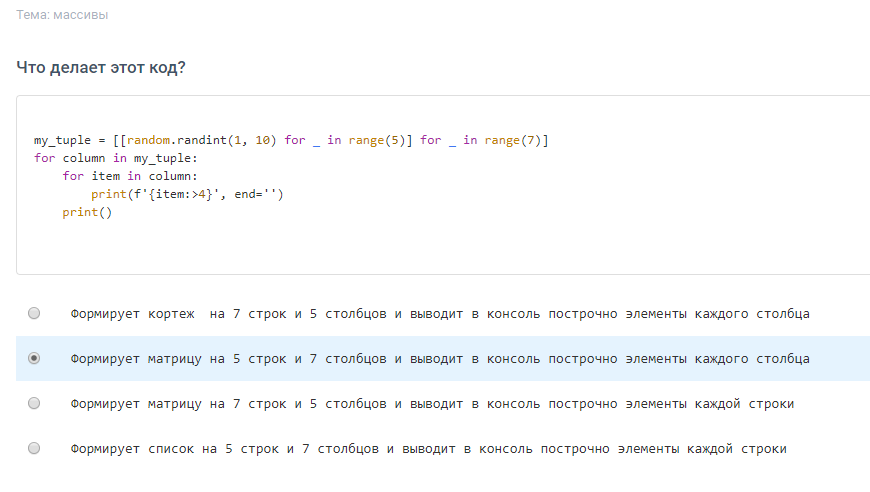 Тема: массивы
Что делает этот код?
my_tuple = [[random.randint(1, 10) for _ in range(5)] for _ in range(7)]
for column in my_tuple:
    for item in column:
        print(f'{item:>4}', end='')
    print()
Формирует кортеж  на 7 строк и 5 столбцов и выводит в консоль построчно элементы каждого столбца
Формирует матрицу на 5 строк и 7 столбцов и выводит в консоль построчно элементы каждого столбца
Формирует матрицу на 7 строк и 5 столбцов и выводит в консоль построчно элементы каждой строки
Формирует список на 5 строк и 7 столбцов и выводит в консоль построчно элементы каждой строки